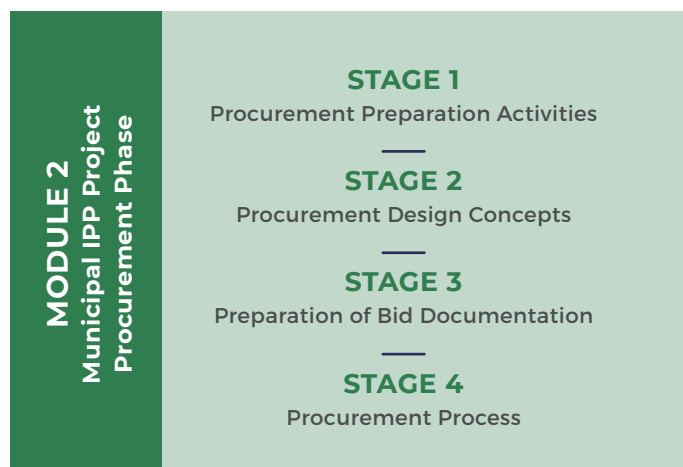 MODULE 2
Municipal IPP Project
Procurement Phase
STAGE 1
Procurement Preparation Activities
STAGE 2
Procurement Design Concepts
STAGE 3
Preparation of Bid Documentation
STAGE 4
Procurement Process